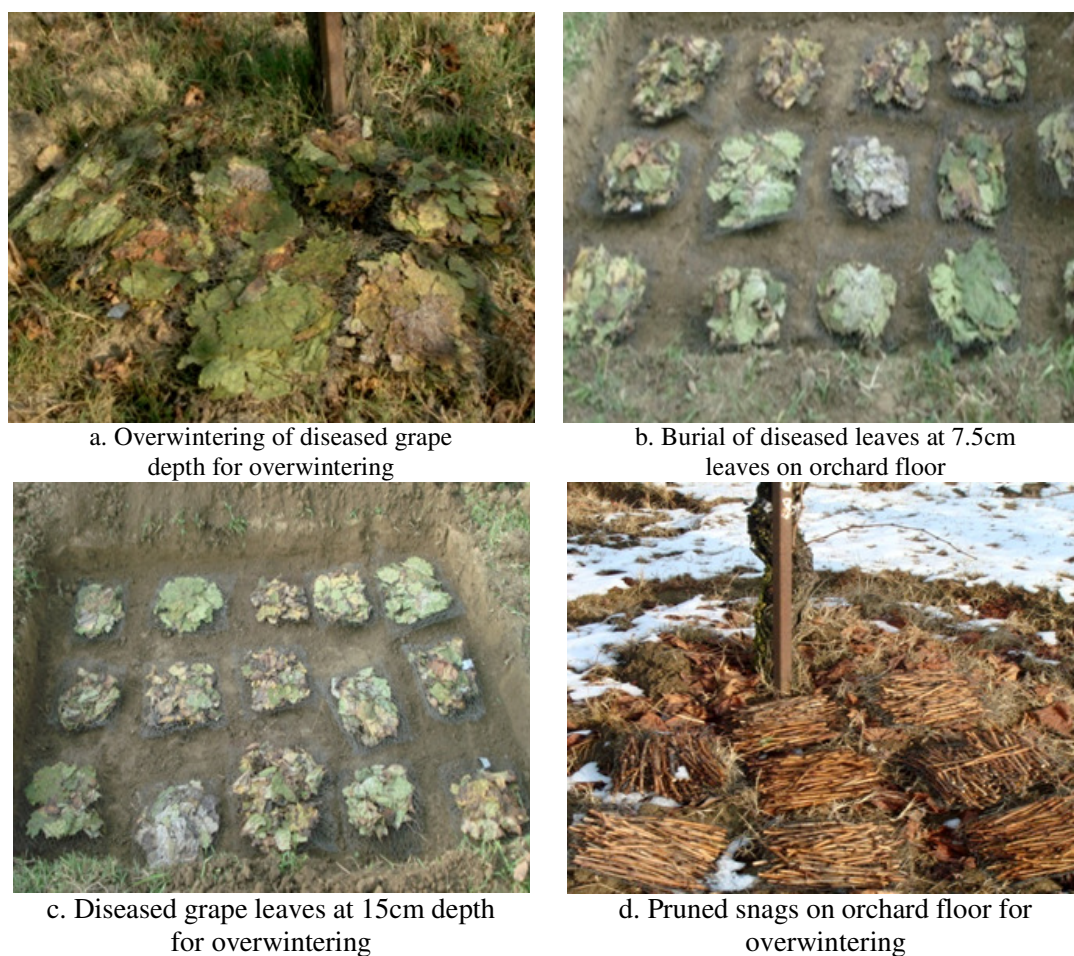 a. Overwintering of diseased grape
depth for overwintering
b. Burial of diseased leaves at 7.5cm
leaves on orchard floor
c. Diseased grape leaves at 15cm depth
for overwintering
d. Pruned snags on orchard floor for
overwintering